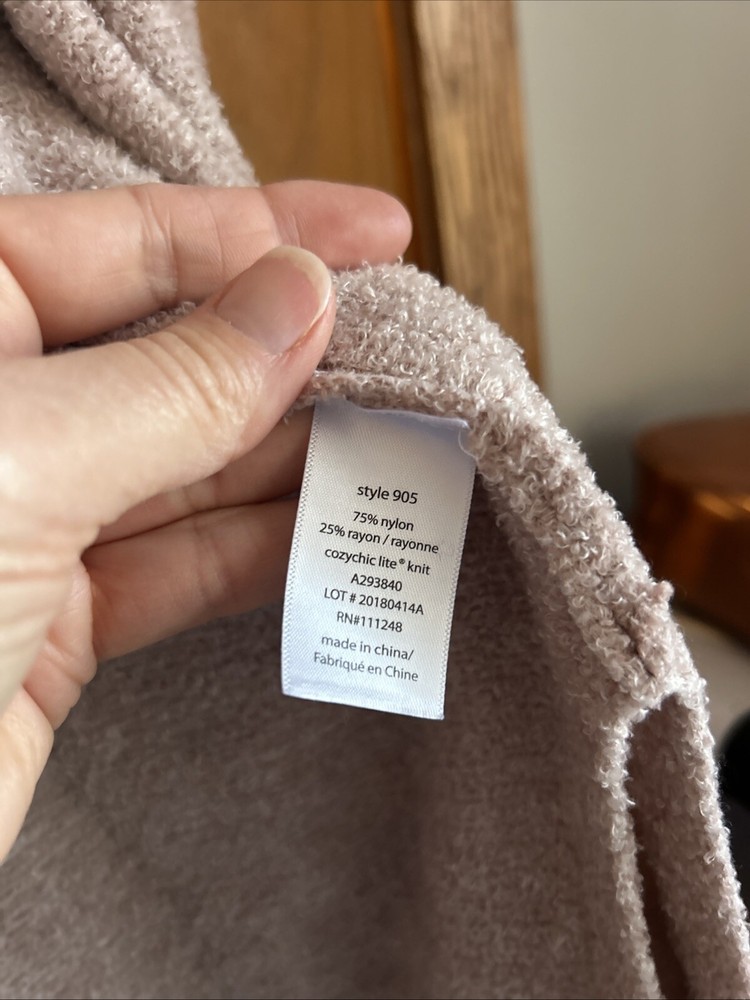 style 905
75% nylon
25% rayon / rayonne
cozychic lite® knit
A293840
LOT # 20180414A
RN#111248
made in china/
Fabriqué en Chine